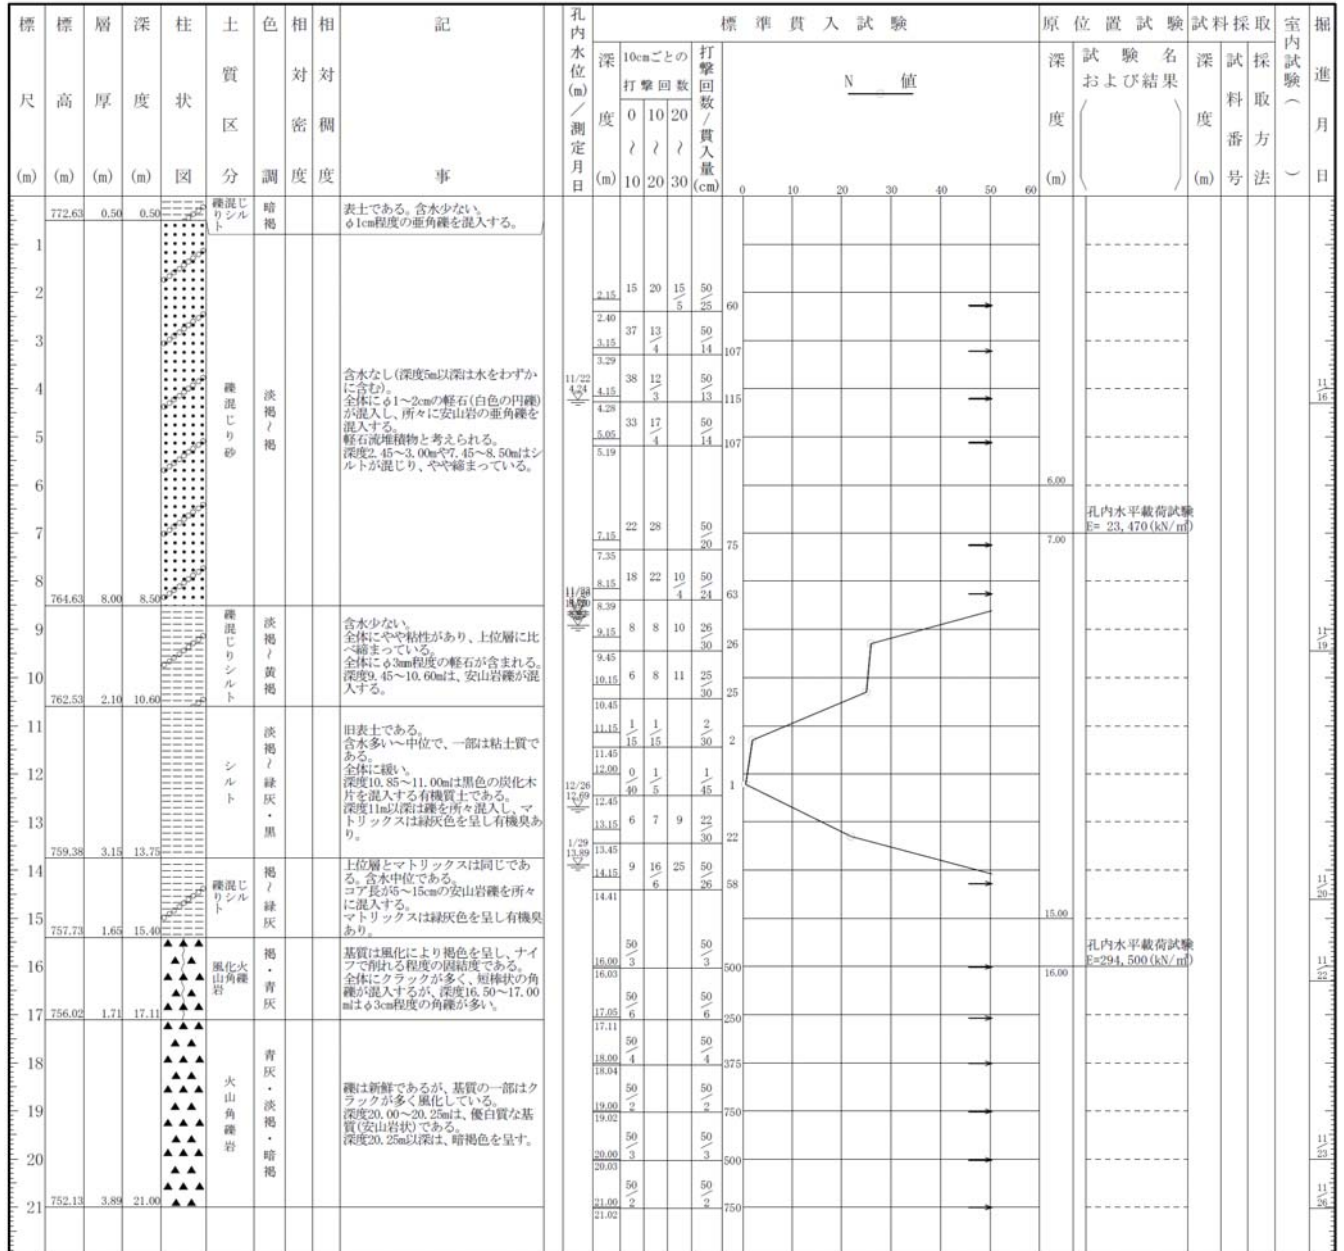 標尺(m)
標高(m)
層厚(m)
深度(m)
柱状図
土質区分
色調
相対密度
相対稠度
記事
孔内水位(m)／測定月日
標準貫入試験
深度(m)
10cmごとの
打撃回数
0 10 20
～ ～ ～
10 20 30
打撃回数／貫入量(cm)
N 値
0 10 20 30 40 50 60
原位置試験
深度(m)
試験名
および結果
試料採取
深度(m)
試料番号
採取方法
室内試験（ ）
掘進月日
772.63 0.50 0.50
礫混じ
りシル
ト
暗褐
表土である。含水少ない。
φ1cm程度の亜角礫を混入する。
1
2
3
4
5
6
7
8
9
10
11
12
13
14
15
16
17
18
19
20
21
764.63 8.00 8.50
礫混じり砂
淡褐～褐
含水なし(深度5m以深は水をわずか
に含む)。
全体にφ1～2cmの軽石(白色の円礫)
が混入し、所々に安山岩の亜角礫を
混入する。
軽石流堆積物と考えられる。
深度2.45～3.00mや7.45～8.50mはシ
ルトが混じり、やや締まっている。
762.53 2.10 10.60
礫混じりシルト
淡褐～黄褐
含水少ない。
全体にやや粘性があり、上位層に比
べ締まっている。
全体にφ3mm程度の軽石が含まれる。
深度9.45～10.60mは、安山岩礫が混
入する。
759.38 3.15 13.75
シルト
淡褐～緑灰・黒
旧表土である。
含水多い～中位で、一部は粘土質で
ある。
全体に緩い。
深度10.85～11.00mは黒色の炭化木
片を混入する有機質土である。
深度11m以深は礫を所々混入し、マ
トリックスは緑灰色を呈し有機臭あ
り。
757.73 1.65 15.40
礫混じ
りシル
ト
褐～緑灰
上位層とマトリックスは同じであ
る。含水中位である。
コア長が5～15cmの安山岩礫を所々
に混入する。
マトリックスは緑灰色を呈し有機臭
あり。
756.02 1.71 17.11
風化火
山角礫
岩
褐・青灰
基質は風化により褐色を呈し、ナイ
フで削れる程度の固結度である。
全体にクラックが多く、短棒状の角
礫が混入するが、深度16.50～17.00
mはφ3cm程度の角礫が多い。
752.13 3.89 21.00
火山角礫岩
青灰・淡褐・暗褐
礫は新鮮であるが、基質の一部はク
ラックが多く風化している。
深度20.00～20.25mは、優白質な基
質(安山岩状)である。
深度20.25m以深は、暗褐色を呈す。
11/22
4.24
12/26
12.69
1/29
13.89
2.15 15 20 15/5 50/25 60
2.40
3.15 37 13/4 50/14 107
3.29
4.15 38 12/3 50/13 115
4.28
5.05 33 17/4 50/14 107
5.19
7.15 22 28 50/20 75
7.35
8.15 18 22 10/4 50/24 63
8.39
9.15 8 8 10 26/30 26
9.45
10.15 6 8 11 25/30 25
10.45
11.15 1/15 1/15 2/30 2
11.45
12.00 0/40 1/5 1/45 1
12.45
13.15 6 7 9 22/30 22
13.45
14.15 9 16/6 25 50/26 58
14.41
16.00 50/3 50/3 500
16.03
17.05 50/6 50/6 250
17.11
18.00 50/4 50/4 375
18.04
19.00 50/2 50/2 750
19.02
20.00 50/3 50/3 500
20.03
21.00 50/2 50/2 750
21.02
6.00
孔内水平載荷試験
E= 23,470(kN/㎡)
7.00
15.00
孔内水平載荷試験
E=294,500(kN/㎡)
16.00
11/16
11/19
11/20
11/22
11/23
11/26